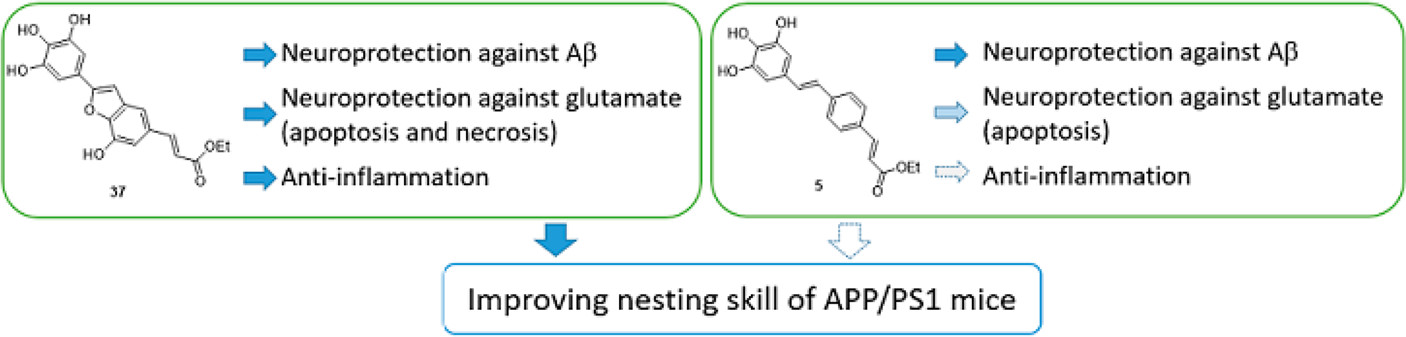 OH
HO
HO
O
HO
OEt
O
37
Neuroprotection against Aβ
Neuroprotection against glutamate
(apoptosis and necrosis)
Anti-inflammation
OH
HO
HO
OEt
O
5
Neuroprotection against Aβ
Neuroprotection against glutamate
(apoptosis)
Anti-inflammation
Improving nesting skill of APP/PS1 mice